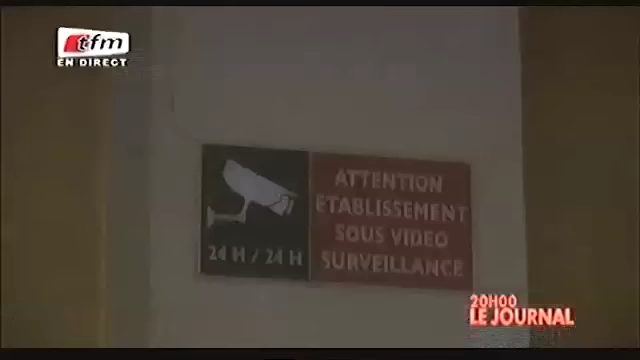 tfm
EN DIRECT
24 H / 24 H
ATTENTION
ETABLISSEMENT
SOUS VIDEO
SURVEILLANCE
20H00
LE JOURNAL